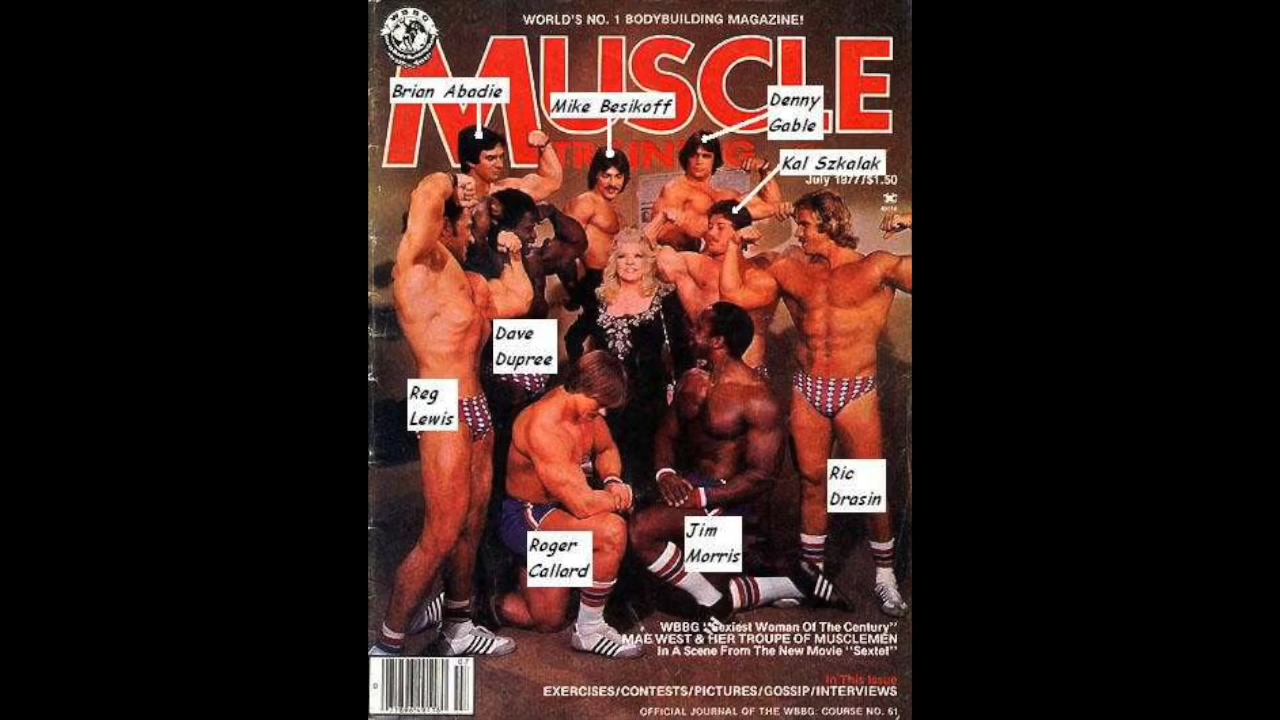 WBBG
WORLD'S NO. 1 BODYBUILDING MAGAZINE!
MUSCLE
TRAINING
July 1977/$1.50
Brian Abadie
Mike Besikoff
Denny
Gable
Kal Szkalak
Dave
Dupree
Reg
Lewis
Ric
Drasin
Roger
Callard
Jim
Morris
WBBG "Sexiest Woman Of The Century"
MAE WEST & HER TROUPE OF MUSCLEMEN
In A Scene From The New Movie "Sextet"
In This Issue
EXERCISES/CONTESTS/PICTURES/GOSSIP/INTERVIEWS
OFFICIAL JOURNAL OF THE WBBG: COURSE NO. 61
07